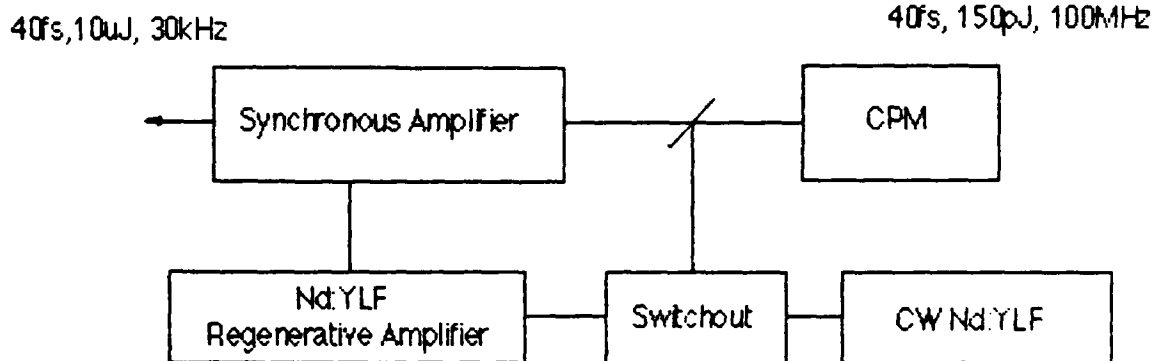 40fs, 10uJ, 30kHz
40fs, 150pJ, 100MHz
Synchronous Amplifier
CPM
Nd:YLF
Regenerative Amplifier
Switchout
CW Nd:YLF